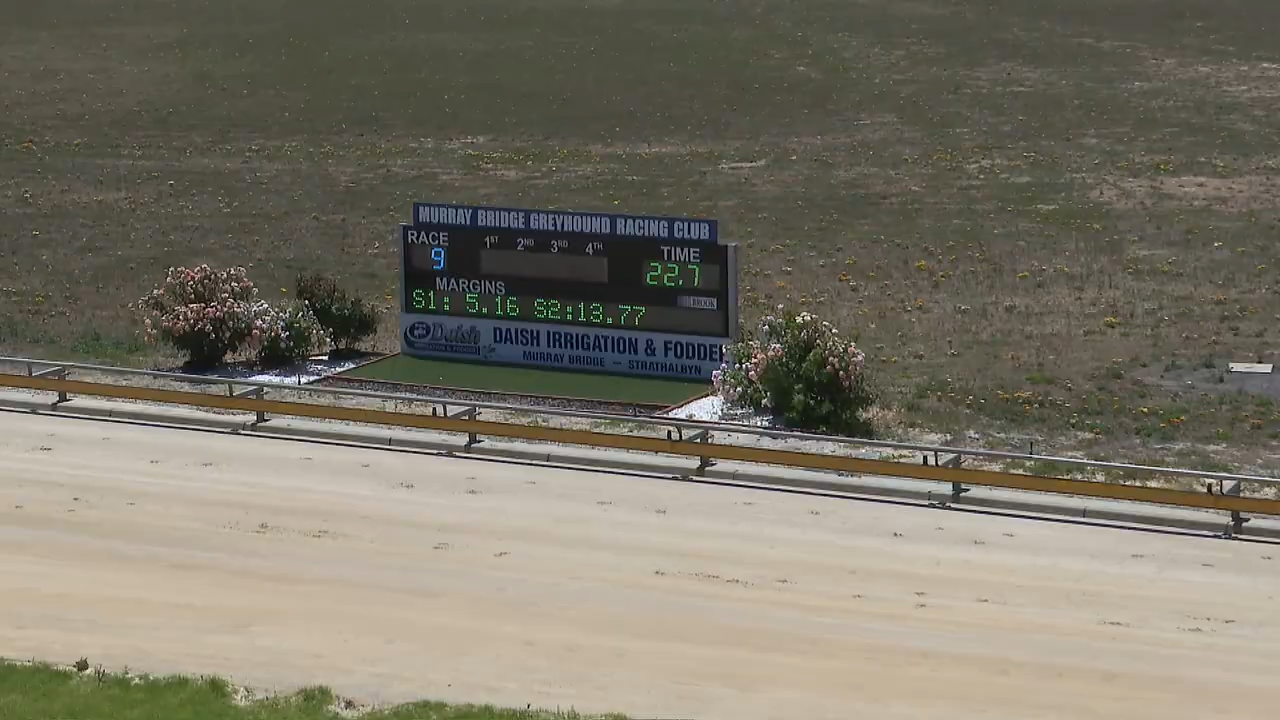 MURRAY BRIDGE GREYHOUND RACING CLUB
RACE 1ST 2ND 3RD 4TH TIME
9 22.7
MARGINS
BROOK
S1: 5.16 S2:13.77
Daish DAISH IRRIGATION & FODDER
MURRAY BRIDGE — STRATHALBYN